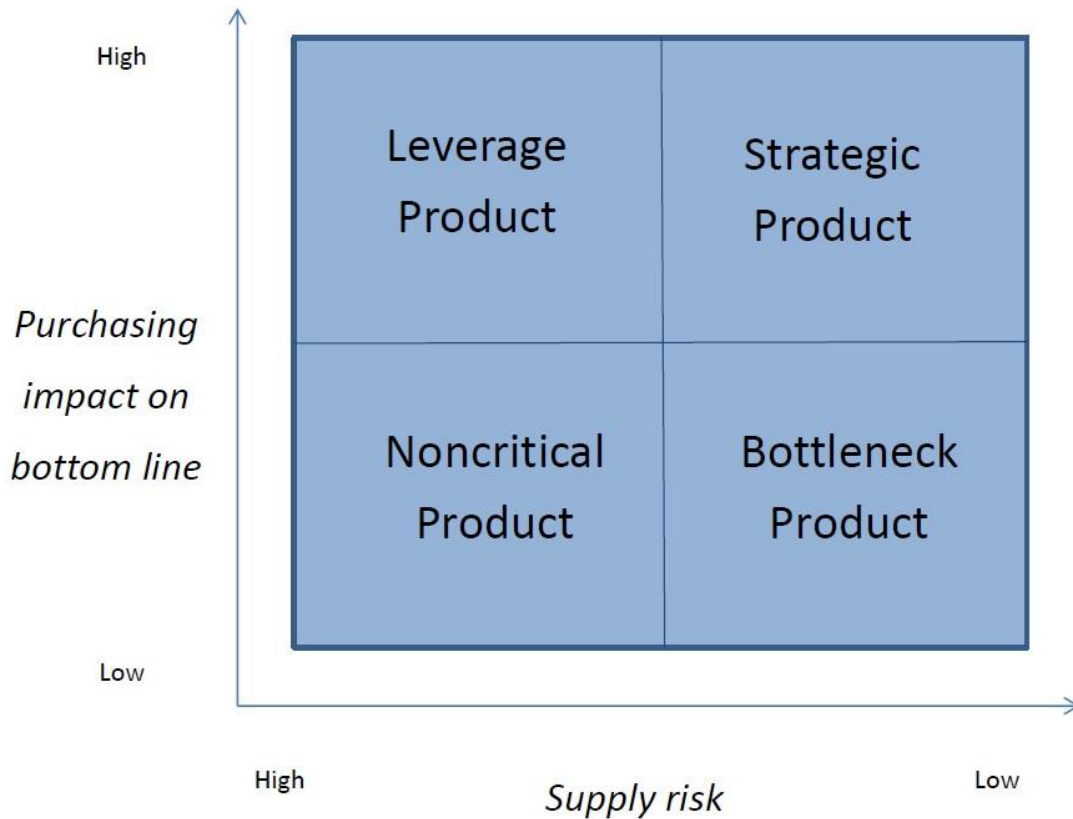 High
Leverage
Product
Strategic
Product
Purchasing
impact on
bottom line
Noncritical
Product
Bottleneck
Product
Low
High
Supply risk
Low